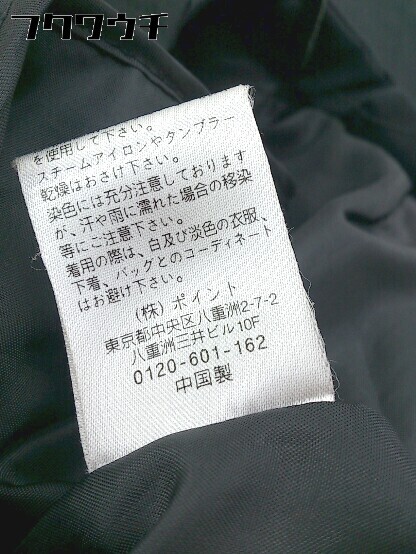 フクワウチ
を使用して下さい。
スチームアイロンやタンブラー
乾燥はおさけ下さい。
染色には充分注意しております
が、汗や雨に濡れた場合の移染
等にご注意下さい。
着用の際は、白及び淡色の衣服、
下着、バッグとのコーディネート
はお避け下さい。
(株)ポイント
東京都中央区八重洲2-7-2
八重洲三井ビル10F
0120-601-162
中国製